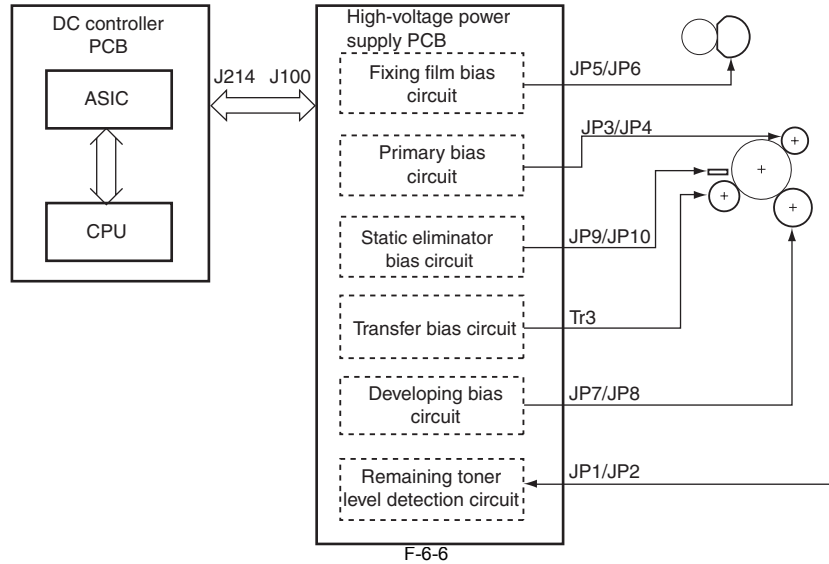 DC controller
PCB
ASIC
CPU
J214 J100
High-voltage power
supply PCB
Fixing film bias
circuit
JP5/JP6
Primary bias
circuit
JP3/JP4
Static eliminator
bias circuit
JP9/JP10
Transfer bias circuit
Tr3
Developing bias
circuit
JP7/JP8
Remaining toner
level detection circuit
JP1/JP2
F-6-6